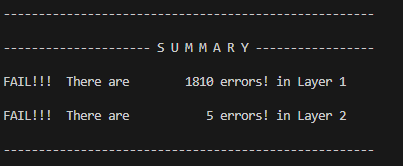 -----------------------------------------------------
--------------------- S U M M A R Y -----------------
FAIL!!!  There are        1810 errors! in Layer 1
FAIL!!!  There are           5 errors! in Layer 2
-----------------------------------------------------